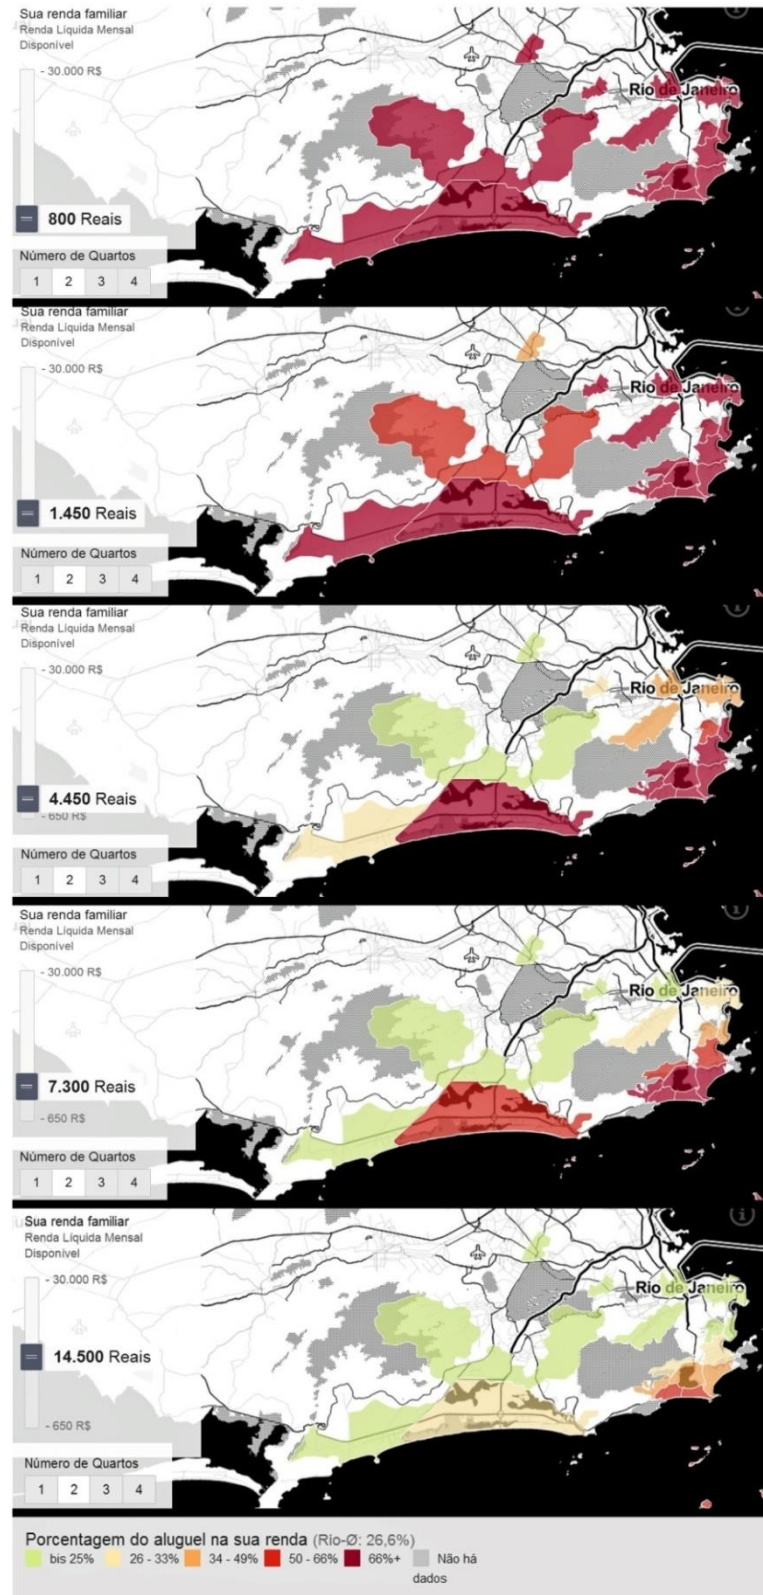 Sua renda familiar
Renda Líquida Mensal
Disponível
- 30.000 R$
Rio de Janeiro
800 Reais
Número de Quartos
1 2 3 4
Sua renda familiar
Renda Líquida Mensal
Disponível
- 30.000 R$
Rio de Janeiro
1.450 Reais
Número de Quartos
1 2 3 4
Sua renda familiar
Renda Líquida Mensal
Disponível
- 30.000 R$
Rio de Janeiro
4.450 Reais
- 650 R$
Número de Quartos
1 2 3 4
Sua renda familiar
Renda Líquida Mensal
Disponível
- 30.000 R$
Rio de Janeiro
7.300 Reais
- 650 R$
Número de Quartos
1 2 3 4
Sua renda familiar
Renda Líquida Mensal
Disponível
- 30.000 R$
Rio de Janeiro
14.500 Reais
- 650 R$
Número de Quartos
1 2 3 4
Porcentagem do aluguel na sua renda (Rio-Ø: 26,6%)
bis 25% 26 - 33% 34 - 49% 50 - 66% 66%+ Não há
dados